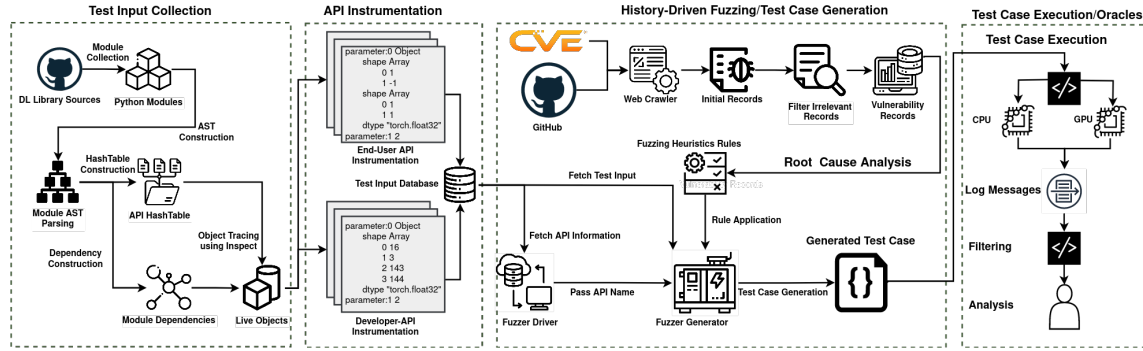 Test Input Collection
API Instrumentation
History-Driven Fuzzing/Test Case Generation
Test Case Execution/Oracles
Module
Collection
DL Library Sources
Python Modules
AST
Construction
HashTable
Construction
Module AST
Parsing
API HashTable
Object Tracing
using Inspect
Dependency
Construction
Module Dependencies
Live Objects
parameter:0 Object
shape Array
0 1
1 -1
shape Array
0 1
1 1
dtype "torch.float32"
parameter:1 2
End-User API
Instrumentation
Test Input Database
parameter:0 Object
shape Array
0 16
1 3
2 143
3 144
dtype "torch.float32"
parameter:1 2
Developer-API
Instrumentation
CVE
GitHub
Web Crawler
Initial Records
Filter Irrelevant
Records
Vulnerability
Records
Fuzzing Heuristics Rules
Root Cause Analysis
Records
Fetch Test Input
Rule Application
Fetch API Information
Generated Test Case
Pass API Name
Test Case Generation
Fuzzer Driver
Fuzzer Generator
Test Case Execution
CPU
GPU
Log Messages
Filtering
Analysis